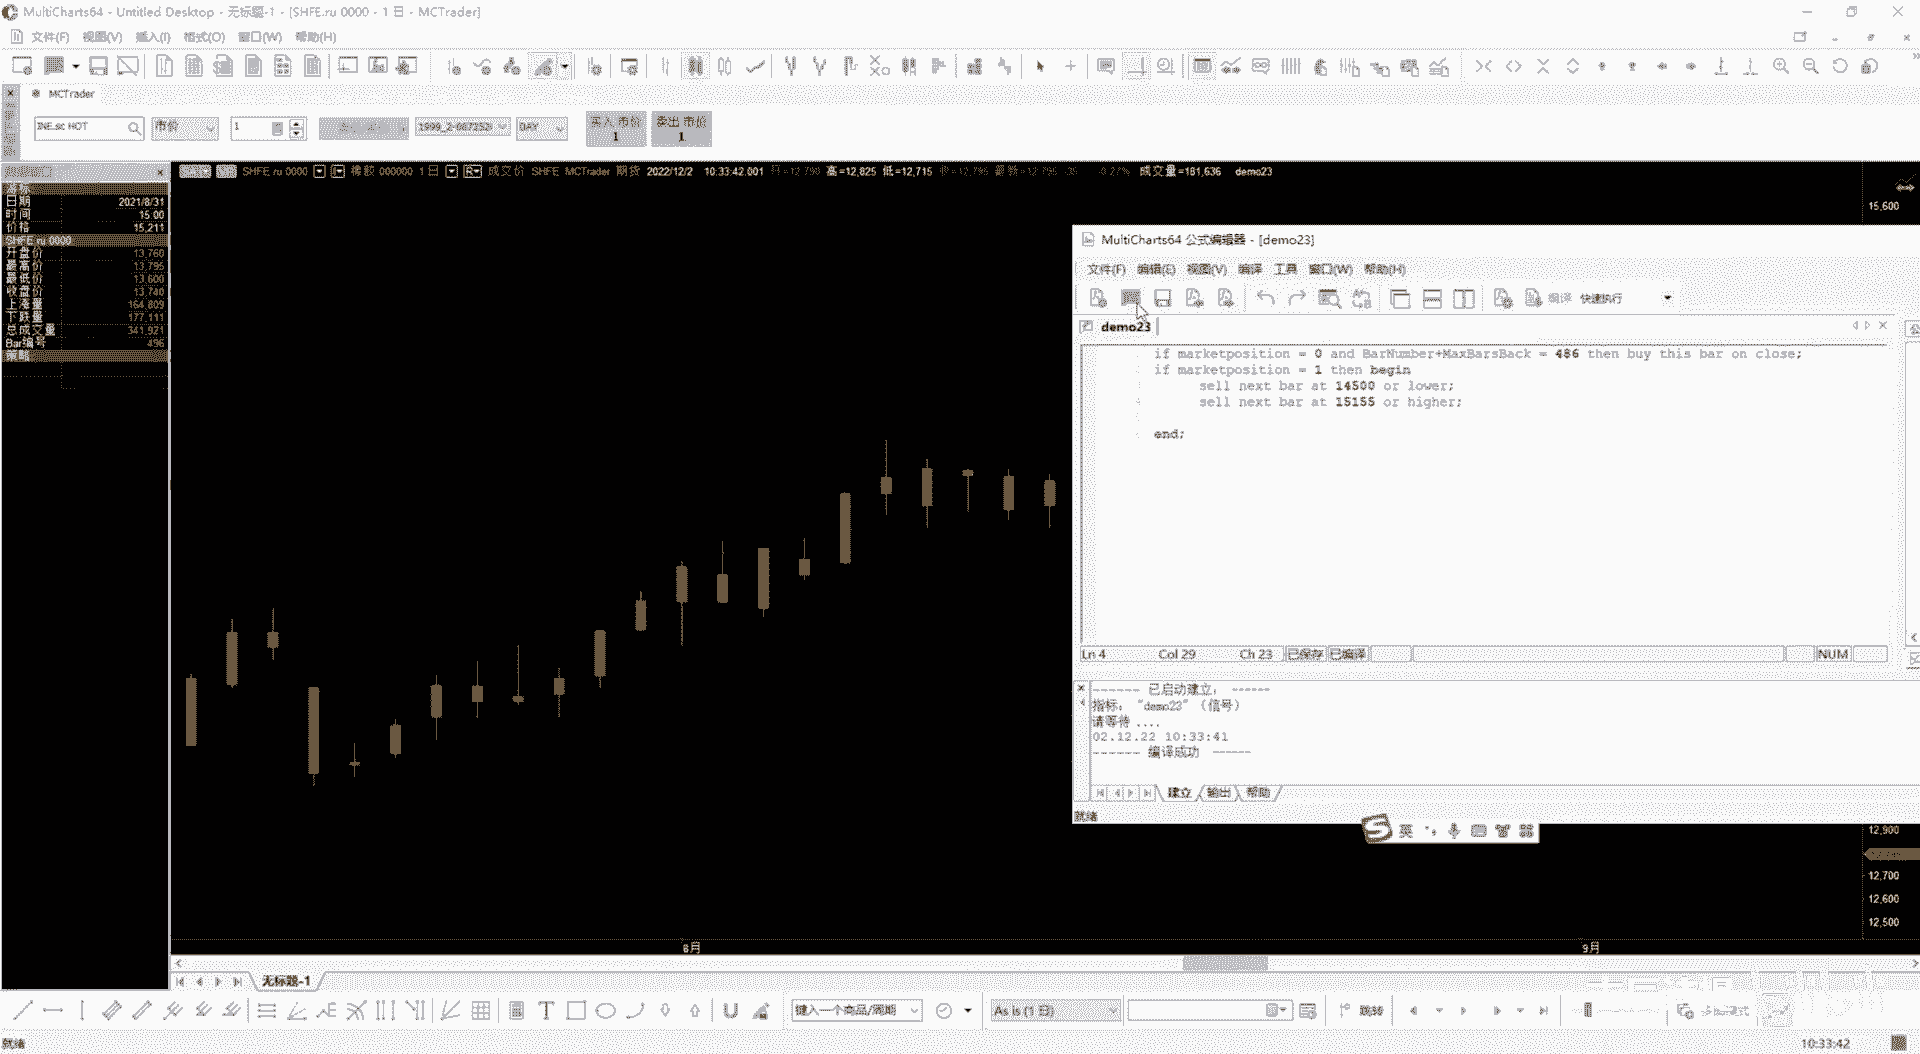 MultiCharts64 - Untitled Desktop - 无标题-1 - [SHFE.ru 0000 - 1 日 - MCTrader]
文件(F) 视图(V) 插入(I) 格式(O) 窗口(W) 帮助(H)
MCTrader
INE.sc HOT 市价 1 DAY 买入 市价 1 卖出 市价 1
SHFE ru 0000 橡胶 000000 1 日 成交价 SHFE MCTrader 期货 2022/12/2 10:33:42.001 高=12,825 低=12,715 成交量=181,636 demo23
游标
日期 2021/8/31
时间 15:00
价格 15,211
SHFE ru 0000
开盘价 13,760
最高价 13,795
最低价 13,600
收盘价 13,740
上涨量 164,809
下跌量 177,111
总成交量 341,921
Bar编号 496
策略
15,600
MultiCharts64 公式编辑器 - [demo23]
文件(F) 编辑(E) 视图(V) 编译 工具 窗口(W) 帮助(H)
编译 快速执行
demo23
if marketposition = 0 and BarNumber+MaxBarsBack = 486 then buy this bar on close;
if marketposition = 1 then begin
sell next bar at 14500 or lower;
sell next bar at 15155 or higher;
end;
Ln 4 Col 29 Ch 23 已保存 已编译 NUM
------ 已启动建立: ------
指标: "demo23" (信号)
请等待 ....
02.12.22 10:33:41
------ 编译成功 ------
建立 输出 帮助
就绪
英
12,900
12,700
12,600
12,500
8月 9月
无标题-1
键入一个商品/周期 As is (1 日) 跳转
就绪 10:33:42